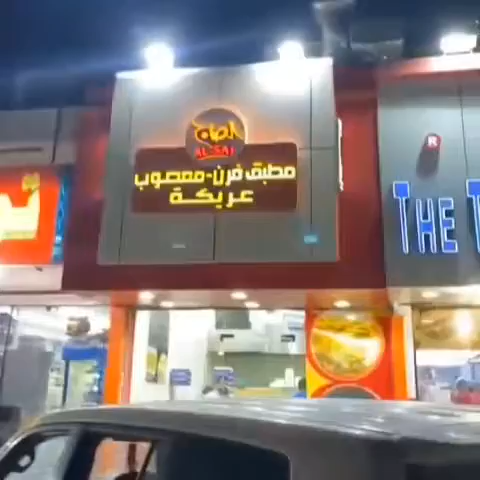 الصاج
AL-SAJ
مطبق فرن - معصوب
عريكة
R
THE